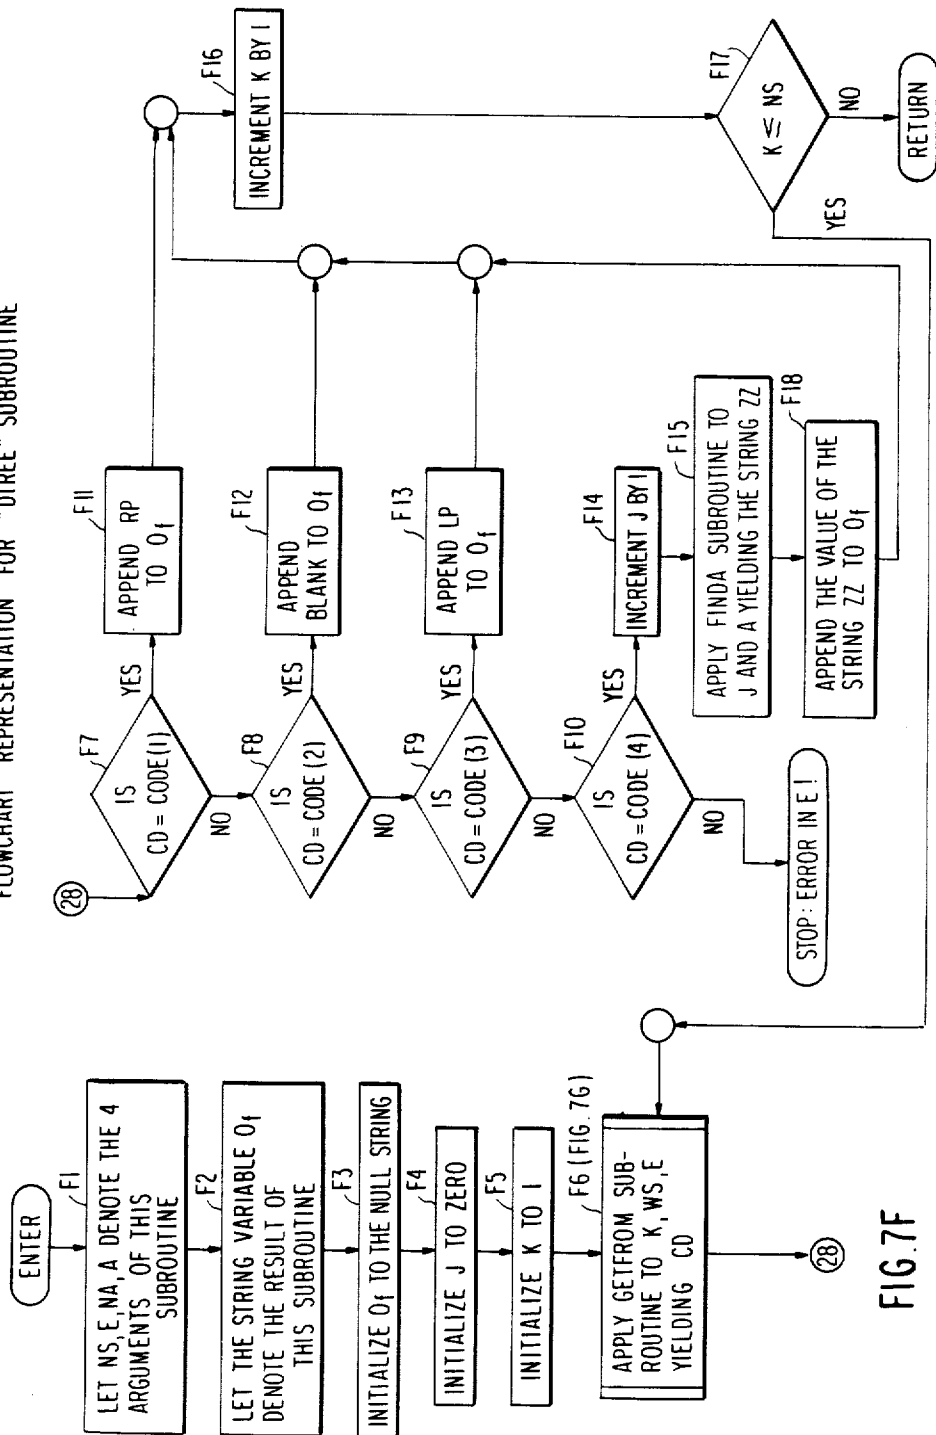 FLOWCHART REPRESENTATION FOR "DTREE" SUBROUTINE
ENTER
F1
LET NS,E,NA,A DENOTE THE 4
ARGUMENTS OF THIS
SUBROUTINE
F2
LET THE STRING VARIABLE Of
DENOTE THE RESULT OF
THIS SUBROUTINE
F3
INITIALIZE Of TO THE NULL STRING
F4
INITIALIZE J TO ZERO
F5
INITIALIZE K TO 1
F6 (FIG. 7G)
APPLY GETFROM SUB-
ROUTINE TO K, WS, E
YIELDING CD
28
28
F7
IS
CD = CODE(1)
YES
NO
F11
APPEND RP
TO Of
F8
IS
CD = CODE(2)
YES
NO
F12
APPEND
BLANK TO Of
F9
IS
CD = CODE(3)
YES
NO
F13
APPEND LP
TO Of
F10
IS
CD = CODE(4)
YES
NO
STOP: ERROR IN E!
F14
INCREMENT J BY 1
F15
APPLY FINDA SUBROUTINE TO
J AND A YIELDING THE STRING ZZ
F18
APPEND THE VALUE OF THE
STRING ZZ TO Of
F16
INCREMENT K BY 1
F17
K ≤ NS
YES
NO
RETURN
FIG.7F